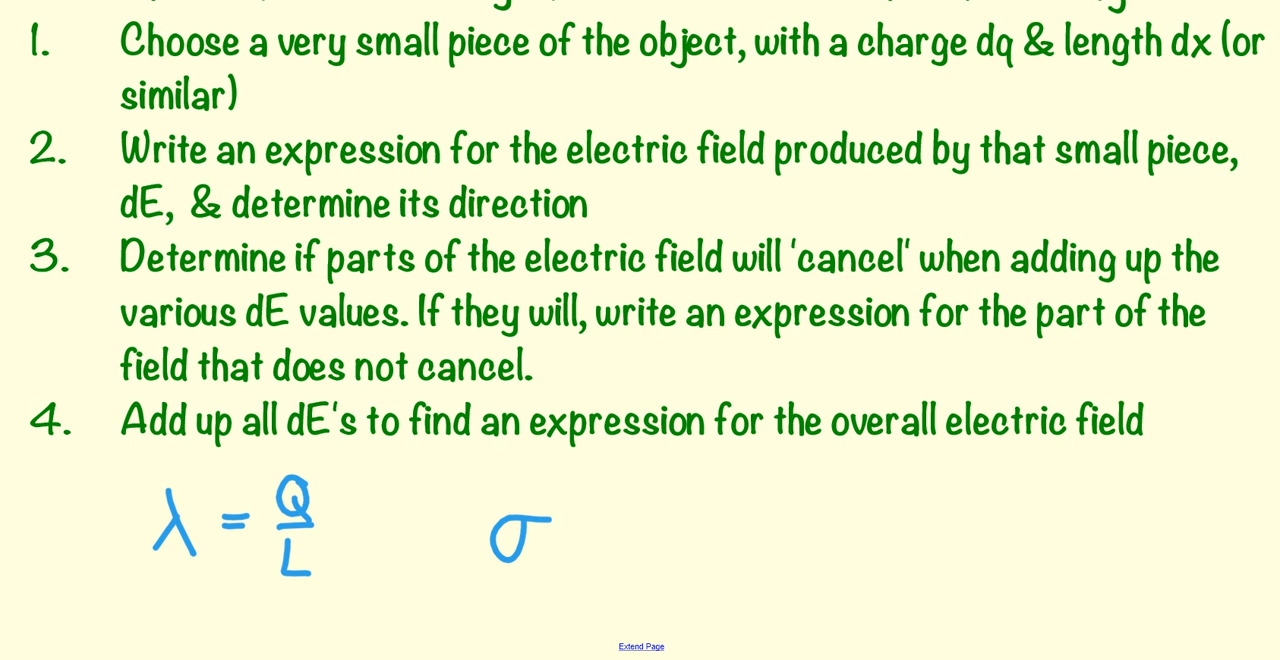 1. Choose a very small piece of the object, with a charge dq & length dx (or
similar)
2. Write an expression for the electric field produced by that small piece,
dE, & determine its direction
3. Determine if parts of the electric field will 'cancel' when adding up the
various dE values. If they will, write an expression for the part of the
field that does not cancel.
4. Add up all dE's to find an expression for the overall electric field
λ = Q/L σ
Extend Page